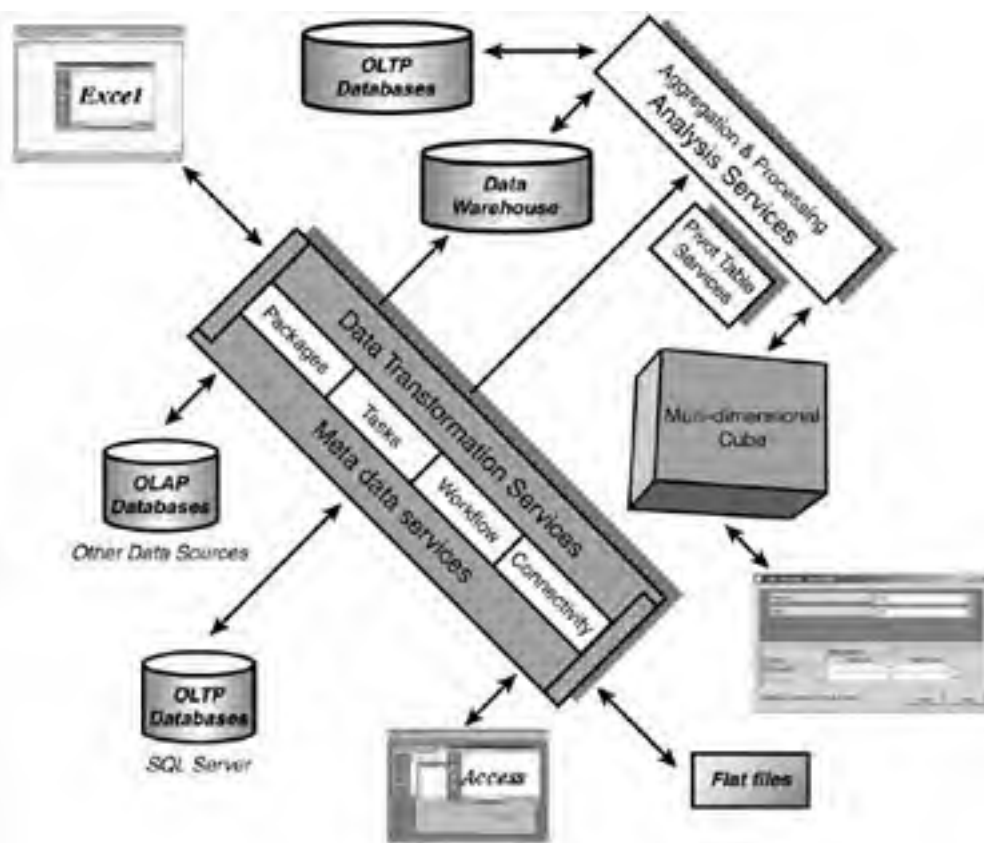 Excel
OLTP
Databases
Aggregation & Processing
Analysis Services
Data
Warehouse
Pivot Table
Services
Data Transformation Services
Packages
Tasks
Workflow
Connectivity
Meta data services
Multi-dimensional
Cube
OLAP
Databases
Other Data Sources
OLTP
Databases
SQL Server
Access
Flat files